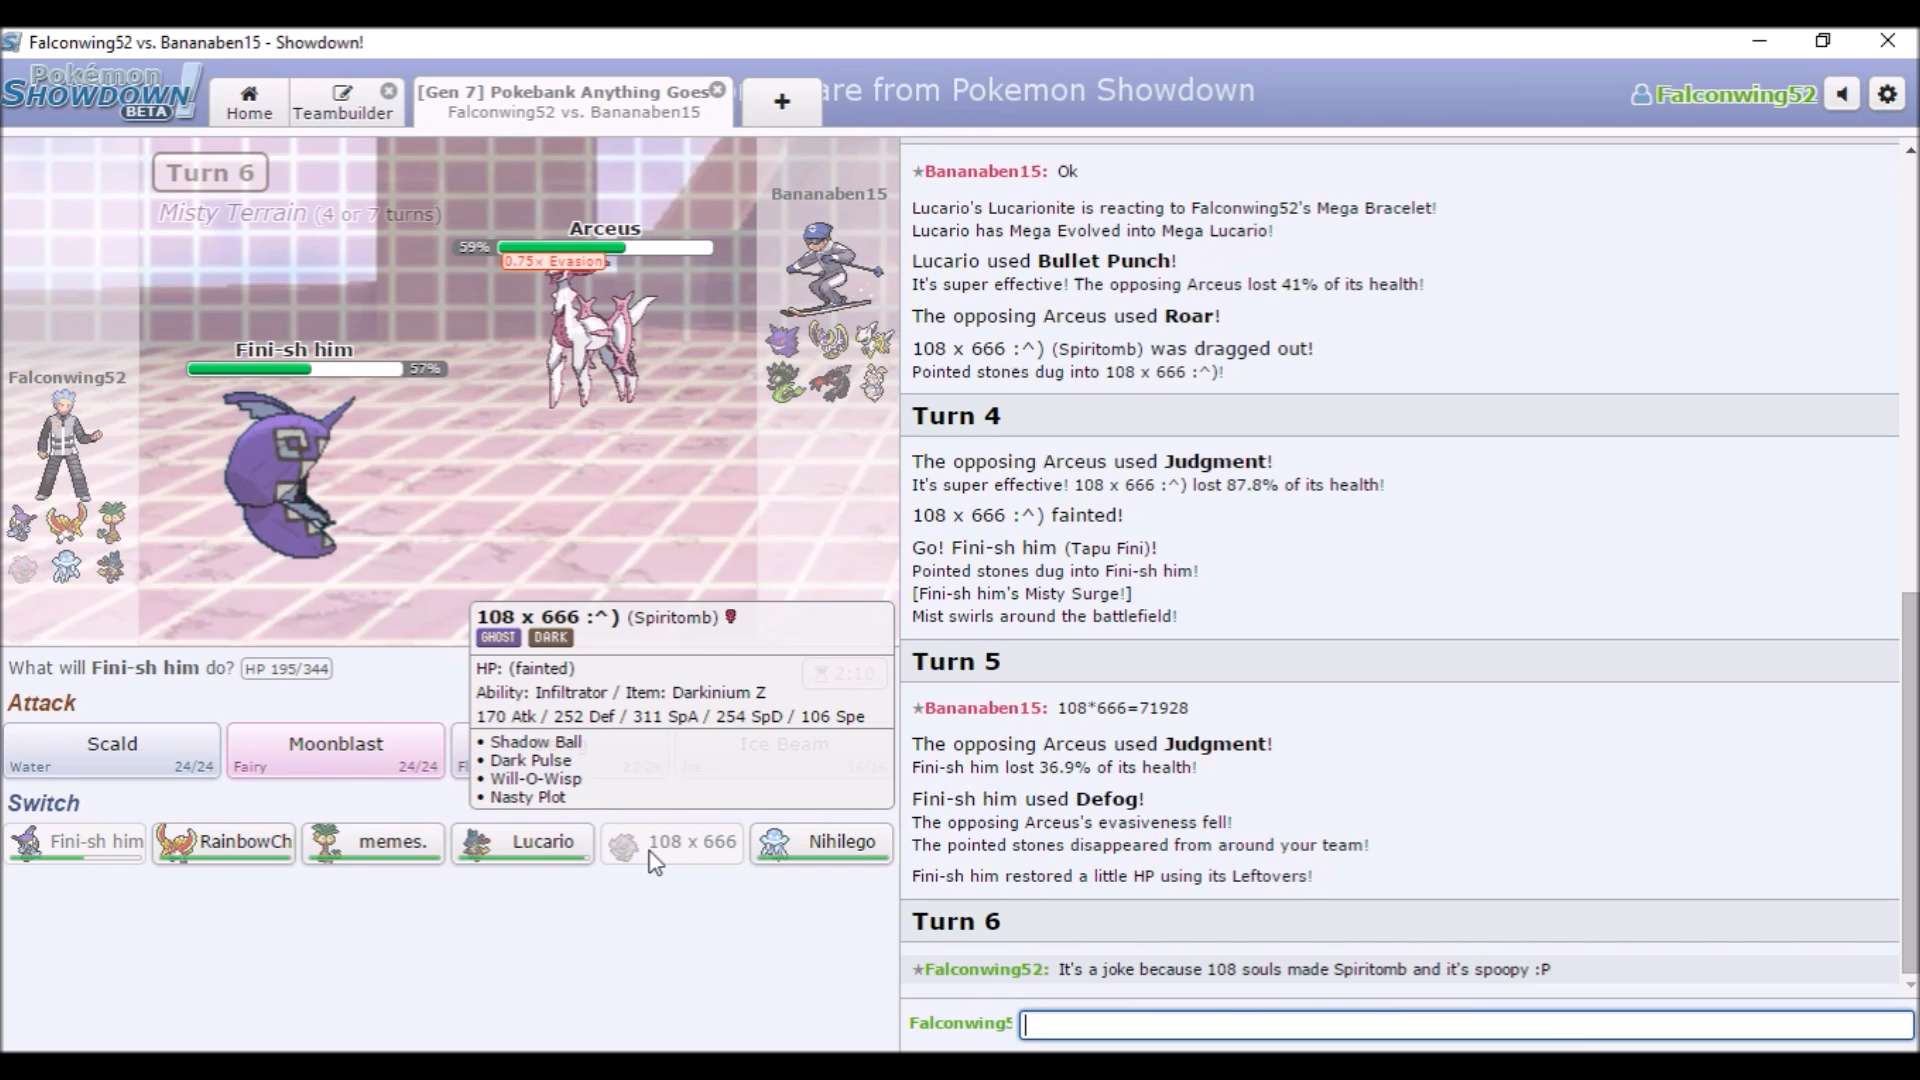 Falconwing52 vs. Bananaben15 - Showdown!
Pokémon
SHOWDOWN!
BETA
Home
Teambuilder
[Gen 7] Pokebank Anything Goes
Falconwing52 vs. Bananaben15
+
are from Pokemon Showdown
Falconwing52
Turn 6
Misty Terrain (4 or 7 turns)
Bananaben15
Arceus
59%
0.75× Evasion
Fini-sh him
57%
Falconwing52
108 x 666 :^) (Spiritomb)
GHOST DARK
HP: (fainted)
Ability: Infiltrator / Item: Darkinium Z
170 Atk / 252 Def / 311 SpA / 254 SpD / 106 Spe
• Shadow Ball
• Dark Pulse
• Will-O-Wisp
• Nasty Plot
What will Fini-sh him do? HP 195/344
2:10
Attack
Scald
Water 24/24
Moonblast
Fairy 24/24
Ice Beam
Switch
Fini-sh him
RainbowCh
memes.
Lucario
108 x 666
Nihilego
★Bananaben15: Ok
Lucario's Lucarionite is reacting to Falconwing52's Mega Bracelet!
Lucario has Mega Evolved into Mega Lucario!
Lucario used Bullet Punch!
It's super effective! The opposing Arceus lost 41% of its health!
The opposing Arceus used Roar!
108 x 666 :^) (Spiritomb) was dragged out!
Pointed stones dug into 108 x 666 :^)!
Turn 4
The opposing Arceus used Judgment!
It's super effective! 108 x 666 :^) lost 87.8% of its health!
108 x 666 :^) fainted!
Go! Fini-sh him (Tapu Fini)!
Pointed stones dug into Fini-sh him!
[Fini-sh him's Misty Surge!]
Mist swirls around the battlefield!
Turn 5
★Bananaben15: 108*666=71928
The opposing Arceus used Judgment!
Fini-sh him lost 36.9% of its health!
Fini-sh him used Defog!
The opposing Arceus's evasiveness fell!
The pointed stones disappeared from around your team!
Fini-sh him restored a little HP using its Leftovers!
Turn 6
★Falconwing52: It's a joke because 108 souls made Spiritomb and it's spoopy :P
Falconwing5